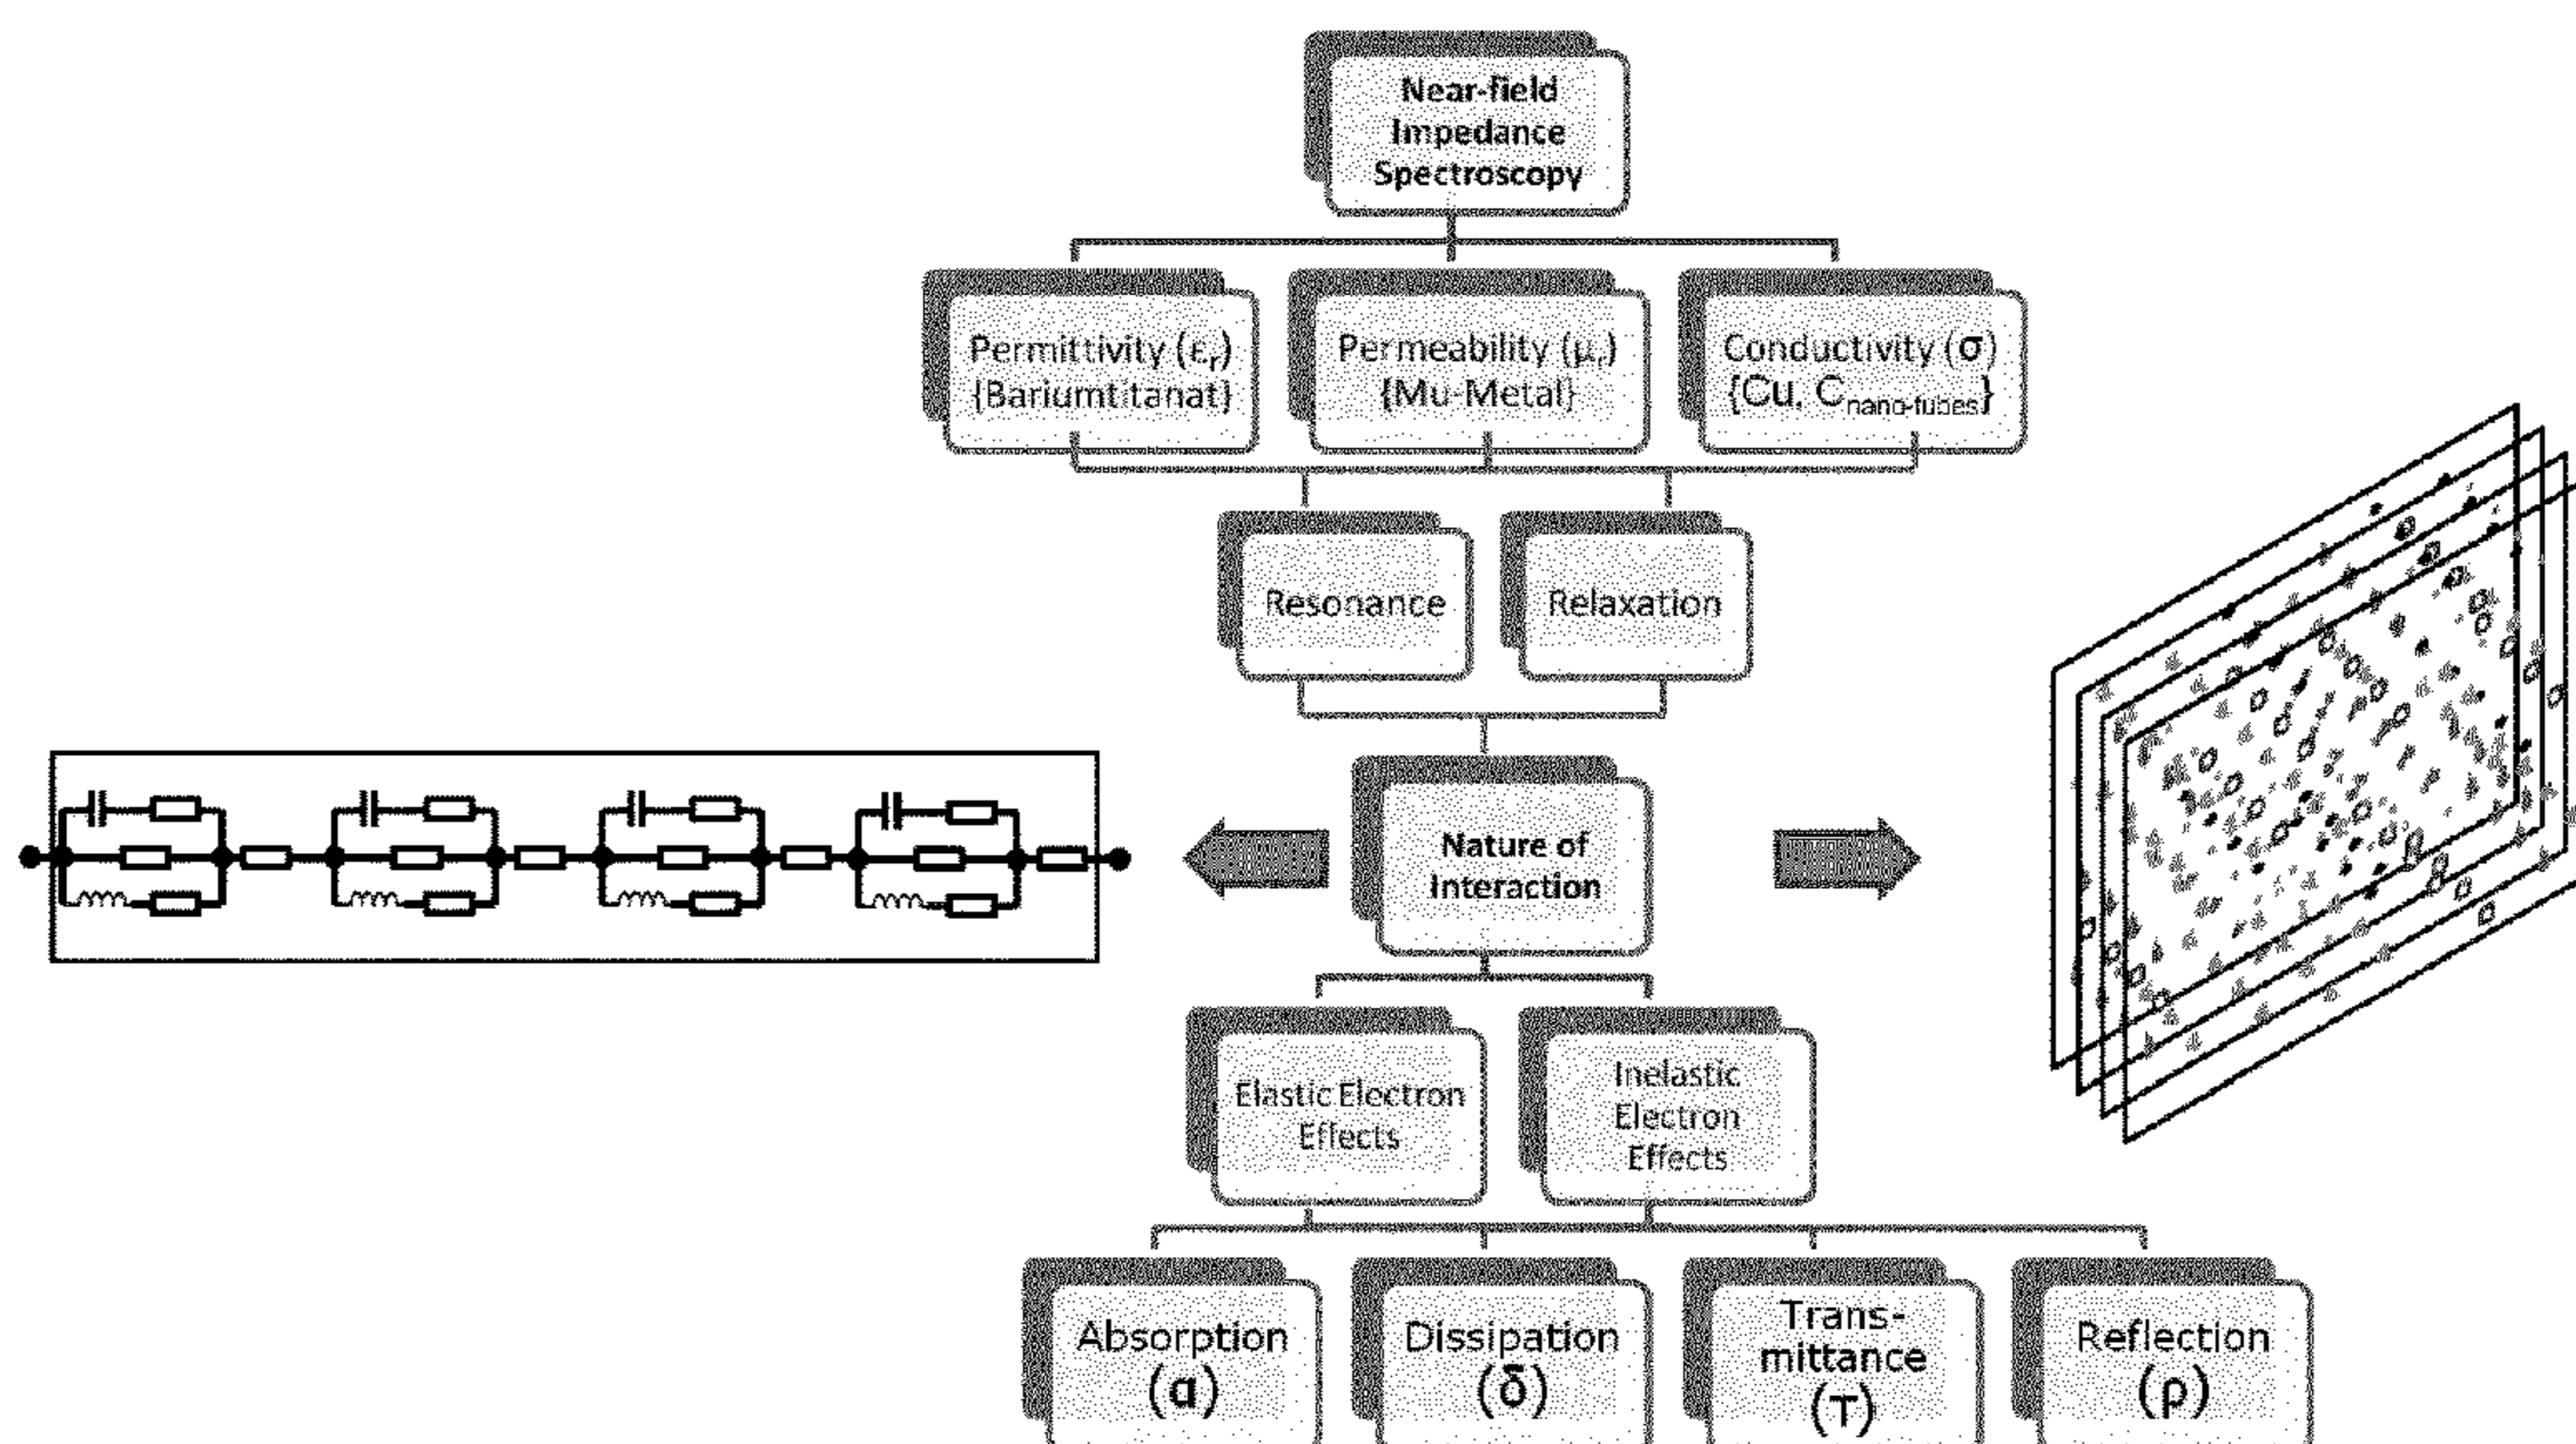 Near-field
Impedance
Spectroscopy
Permittivity (εr)
{Bariumtitanat}
Permeability (μr)
{Mu-Metal}
Conductivity (σ)
{Cu, Cnano-tubes}
Resonance
Relaxation
Nature of
Interaction
Elastic Electron
Effects
Inelastic
Electron
Effects
Absorption
(α)
Dissipation
(δ)
Trans-
mittance
(τ)
Reflection
(ρ)